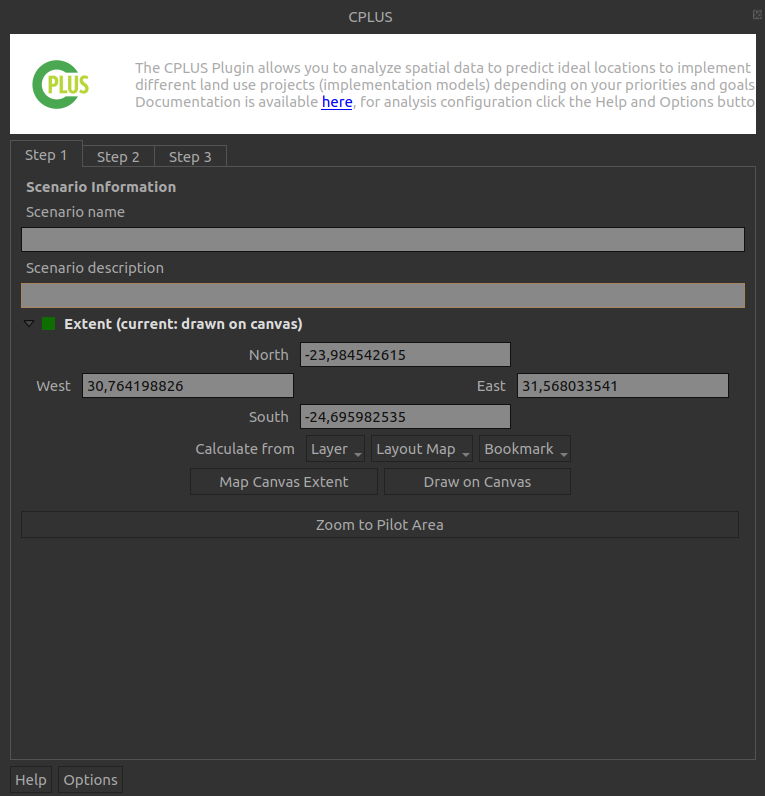 CPLUS
CPLUS
The CPLUS Plugin allows you to analyze spatial data to predict ideal locations to implement
different land use projects (implementation models) depending on your priorities and goals
Documentation is available here, for analysis configuration click the Help and Options butto
Step 1 Step 2 Step 3
Scenario Information
Scenario name
Scenario description
Extent (current: drawn on canvas)
North -23,984542615
West 30,764198826 East 31,568033541
South -24,695982535
Calculate from Layer Layout Map Bookmark
Map Canvas Extent Draw on Canvas
Zoom to Pilot Area
Help Options